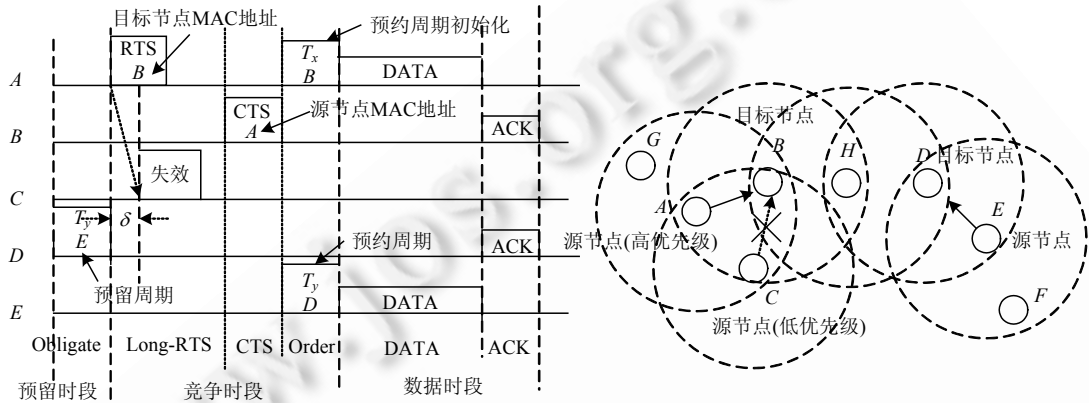 目标节点MAC地址
预约周期初始化
RTS
B
Tx
B
DATA
A
CTS
A
源节点MAC地址
ACK
B
失效
C
Ty
δ
E
预约周期
ACK
D
预留周期
Ty
D
DATA
E
Obligate
Long-RTS
CTS
Order
DATA
ACK
预留时段
竞争时段
数据时段
目标节点
G
B
H
D
目标节点
A
E
源节点(高优先级)
源节点
C
F
源节点(低优先级)
www.jos.org.